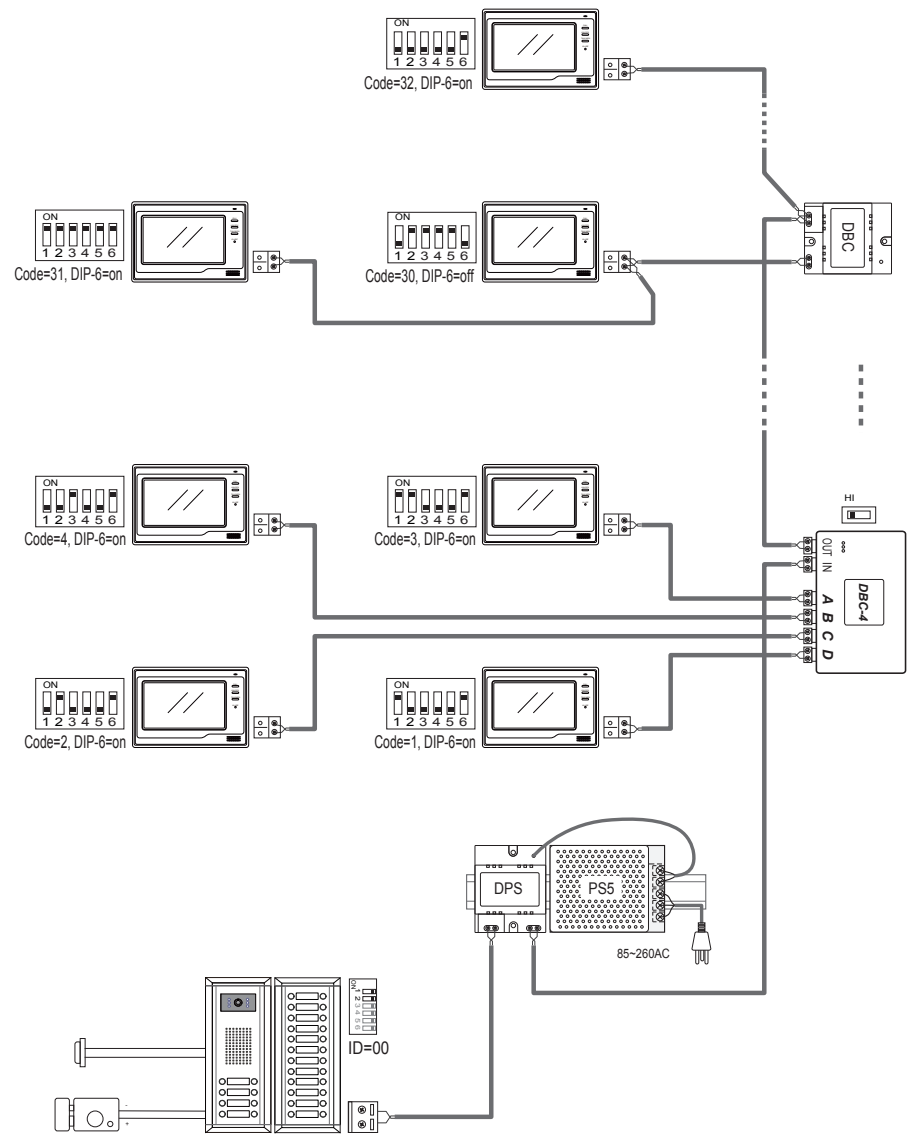 ON
1 2 3 4 5 6
Code=32, DIP-6=on
ON
1 2 3 4 5 6
Code=31, DIP-6=on
ON
1 2 3 4 5 6
Code=30, DIP-6=off
DBC
ON
1 2 3 4 5 6
Code=4, DIP-6=on
ON
1 2 3 4 5 6
Code=3, DIP-6=on
HI
OUT IN
A B C D
DBC-4
ON
1 2 3 4 5 6
Code=2, DIP-6=on
ON
1 2 3 4 5 6
Code=1, DIP-6=on
DPS
PS5
85~260AC
ON
1 2 3 4 5 6
ID=00
-
+